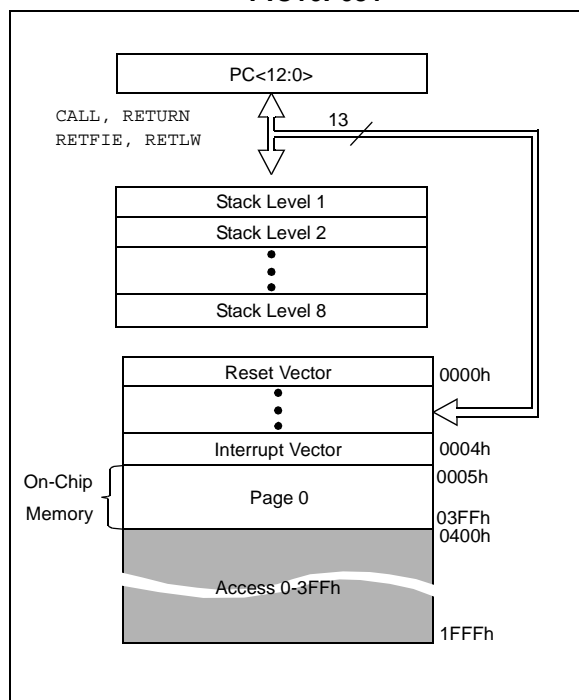 PC<12:0>
CALL, RETURN
RETFIE, RETLW
13
Stack Level 1
Stack Level 2
Stack Level 8
Reset Vector
0000h
Interrupt Vector
0004h
On-Chip
Memory
Page 0
0005h
03FFh
0400h
Access 0-3FFh
1FFFh